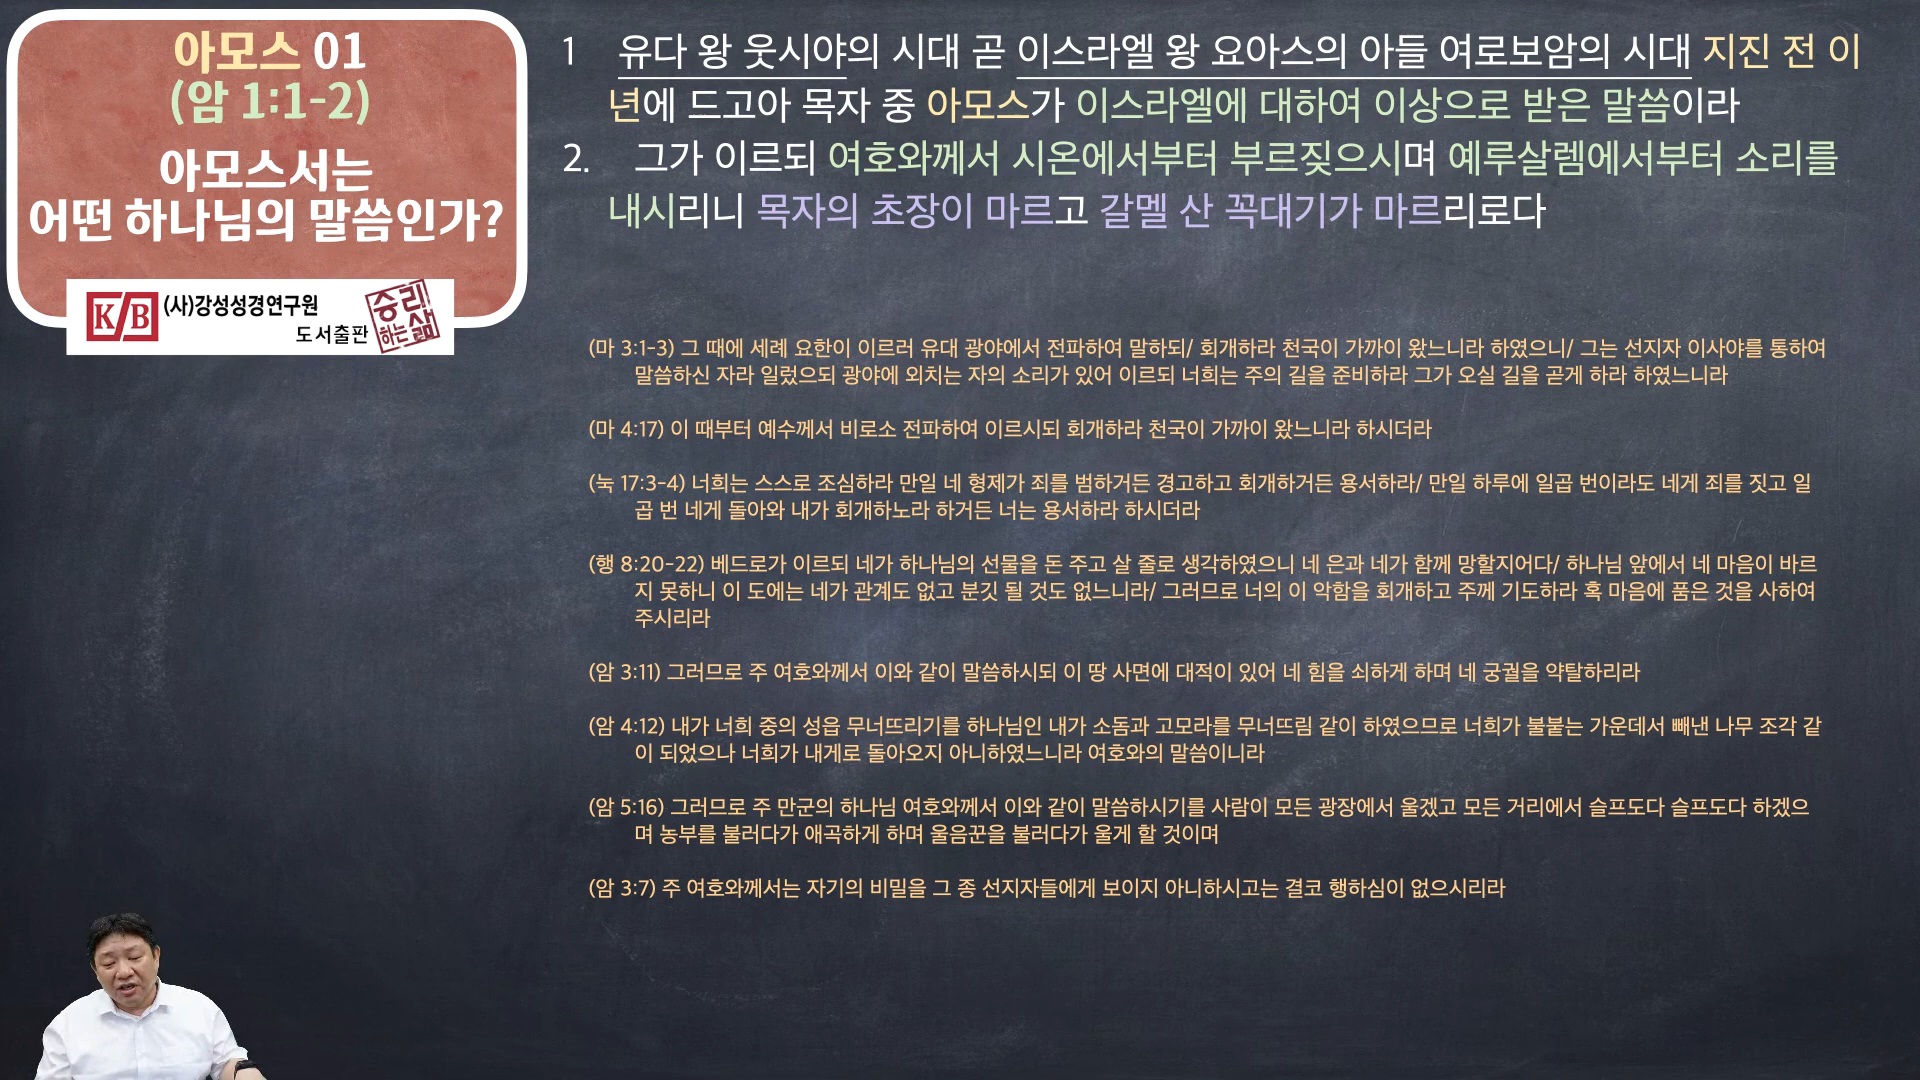 아모스 01
(암 1:1-2)
아모스서는
어떤 하나님의 말씀인가?
K/B (사)강성성경연구원
도서출판 승리하는삶
1 유다 왕 웃시야의 시대 곧 이스라엘 왕 요아스의 아들 여로보암의 시대 지진 전 이
년에 드고아 목자 중 아모스가 이스라엘에 대하여 이상으로 받은 말씀이라
2. 그가 이르되 여호와께서 시온에서부터 부르짖으시며 예루살렘에서부터 소리를
내시리니 목자의 초장이 마르고 갈멜 산 꼭대기가 마르리로다
(마 3:1-3) 그 때에 세례 요한이 이르러 유대 광야에서 전파하여 말하되/ 회개하라 천국이 가까이 왔느니라 하였으니/ 그는 선지자 이사야를 통하여
말씀하신 자라 일렀으되 광야에 외치는 자의 소리가 있어 이르되 너희는 주의 길을 준비하라 그가 오실 길을 곧게 하라 하였느니라
(마 4:17) 이 때부터 예수께서 비로소 전파하여 이르시되 회개하라 천국이 가까이 왔느니라 하시더라
(눅 17:3-4) 너희는 스스로 조심하라 만일 네 형제가 죄를 범하거든 경고하고 회개하거든 용서하라/ 만일 하루에 일곱 번이라도 네게 죄를 짓고 일
곱 번 네게 돌아와 내가 회개하노라 하거든 너는 용서하라 하시더라
(행 8:20-22) 베드로가 이르되 네가 하나님의 선물을 돈 주고 살 줄로 생각하였으니 네 은과 네가 함께 망할지어다/ 하나님 앞에서 네 마음이 바르
지 못하니 이 도에는 네가 관계도 없고 분깃 될 것도 없느니라/ 그러므로 너의 이 악함을 회개하고 주께 기도하라 혹 마음에 품은 것을 사하여
주시리라
(암 3:11) 그러므로 주 여호와께서 이와 같이 말씀하시되 이 땅 사면에 대적이 있어 네 힘을 쇠하게 하며 네 궁궐을 약탈하리라
(암 4:12) 내가 너희 중의 성읍 무너뜨리기를 하나님인 내가 소돔과 고모라를 무너뜨림 같이 하였으므로 너희가 불붙는 가운데서 빼낸 나무 조각 같
이 되었으나 너희가 내게로 돌아오지 아니하였느니라 여호와의 말씀이니라
(암 5:16) 그러므로 주 만군의 하나님 여호와께서 이와 같이 말씀하시기를 사람이 모든 광장에서 울겠고 모든 거리에서 슬프도다 슬프도다 하겠으
며 농부를 불러다가 애곡하게 하며 울음꾼을 불러다가 울게 할 것이며
(암 3:7) 주 여호와께서는 자기의 비밀을 그 종 선지자들에게 보이지 아니하시고는 결코 행하심이 없으시리라